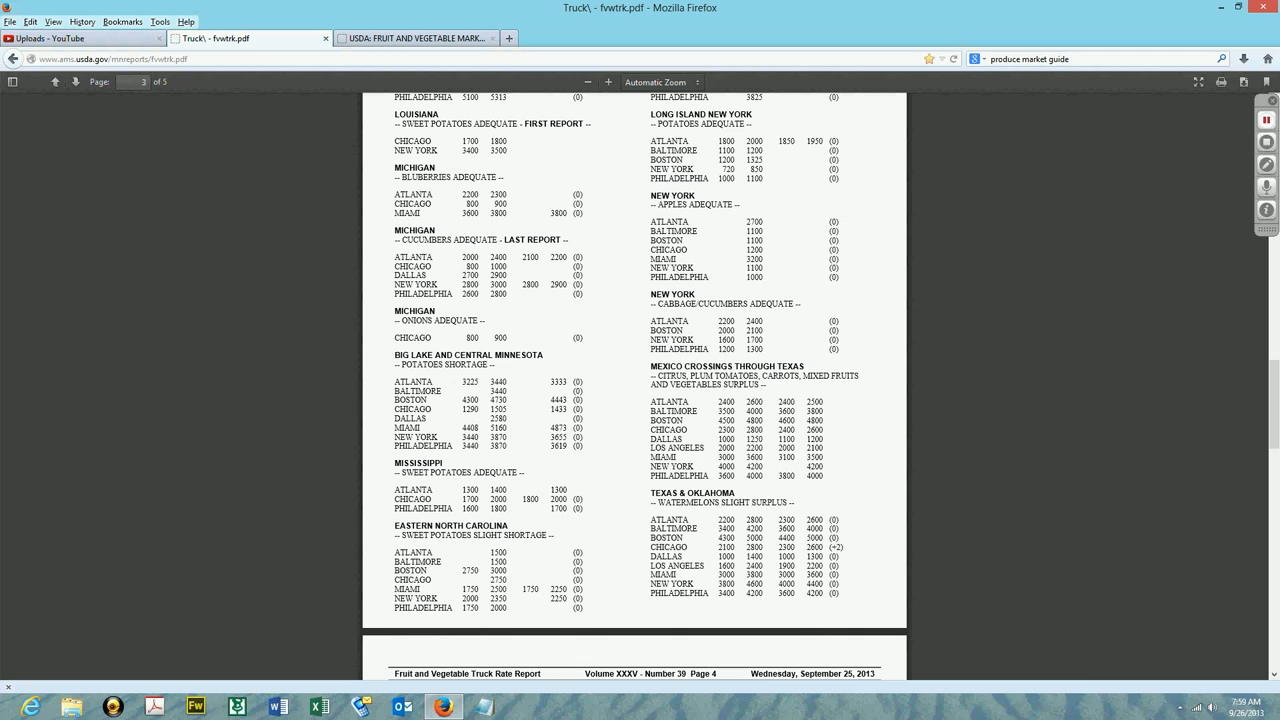 Truck\ - fvwtrk.pdf - Mozilla Firefox
File Edit View History Bookmarks Tools Help
Uploads - YouTube
Truck\ - fvwtrk.pdf
USDA: FRUIT AND VEGETABLE MARK...
www.ams.usda.gov/mnreports/fvwtrk.pdf
produce market guide
Page: 3 of 5
Automatic Zoom
PHILADELPHIA 5100 5313 (0)
LOUISIANA
-- SWEET POTATOES ADEQUATE - FIRST REPORT --
CHICAGO 1700 1800
NEW YORK 3400 3500
MICHIGAN
-- BLUBERRIES ADEQUATE --
ATLANTA 2200 2300 (0)
CHICAGO 800 900 (0)
MIAMI 3600 3800 3800 (0)
MICHIGAN
-- CUCUMBERS ADEQUATE - LAST REPORT --
ATLANTA 2000 2400 2100 2200 (0)
CHICAGO 800 1000 (0)
DALLAS 2700 2900 (0)
NEW YORK 2800 3000 2800 2900 (0)
PHILADELPHIA 2600 2800 (0)
MICHIGAN
-- ONIONS ADEQUATE --
CHICAGO 800 900 (0)
BIG LAKE AND CENTRAL MINNESOTA
-- POTATOES SHORTAGE --
ATLANTA 3225 3440 3333 (0)
BALTIMORE 3440 (0)
BOSTON 4300 4730 4443 (0)
CHICAGO 1290 1505 1433 (0)
DALLAS 2580 (0)
MIAMI 4408 5160 4873 (0)
NEW YORK 3440 3870 3655 (0)
PHILADELPHIA 3440 3870 3619 (0)
MISSISSIPPI
-- SWEET POTATOES ADEQUATE --
ATLANTA 1300 1400 1300
CHICAGO 1700 2000 1800 2000 (0)
PHILADELPHIA 1600 1800 1700 (0)
EASTERN NORTH CAROLINA
-- SWEET POTATOES SLIGHT SHORTAGE --
ATLANTA 1500 (0)
BALTIMORE 1500 (0)
BOSTON 2750 3000 (0)
CHICAGO 2750 (0)
MIAMI 1750 2500 1750 2250 (0)
NEW YORK 2000 2350 2250 (0)
PHILADELPHIA 1750 2000 (0)
PHILADELPHIA 3825 (0)
LONG ISLAND NEW YORK
-- POTATOES ADEQUATE --
ATLANTA 1800 2000 1850 1950 (0)
BALTIMORE 1100 1200 (0)
BOSTON 1200 1325 (0)
NEW YORK 720 850 (0)
PHILADELPHIA 1000 1100 (0)
NEW YORK
-- APPLES ADEQUATE --
ATLANTA 2700 (0)
BALTIMORE 1100 (0)
BOSTON 1100 (0)
CHICAGO 1200 (0)
MIAMI 3200 (0)
NEW YORK 1100 (0)
PHILADELPHIA 1000 (0)
NEW YORK
-- CABBAGE/CUCUMBERS ADEQUATE --
ATLANTA 2200 2400 (0)
BOSTON 2000 2100 (0)
NEW YORK 1600 1700 (0)
PHILADELPHIA 1200 1300 (0)
MEXICO CROSSINGS THROUGH TEXAS
-- CITRUS, PLUM TOMATOES, CARROTS, MIXED FRUITS
AND VEGETABLES SURPLUS --
ATLANTA 2400 2600 2400 2500
BALTIMORE 3500 4000 3600 3800
BOSTON 4500 4800 4600 4800
CHICAGO 2300 2800 2400 2600
DALLAS 1000 1250 1100 1200
LOS ANGELES 2000 2200 2000 2100
MIAMI 3000 3600 3100 3500
NEW YORK 4000 4200 4200
PHILADELPHIA 3600 4000 3800 4000
TEXAS & OKLAHOMA
-- WATERMELONS SLIGHT SURPLUS --
ATLANTA 2200 2800 2300 2600 (0)
BALTIMORE 3400 4200 3600 4000 (0)
BOSTON 4300 5000 4400 5000 (0)
CHICAGO 2100 2800 2300 2600 (+2)
DALLAS 1000 1400 1000 1300 (0)
LOS ANGELES 1600 2400 1900 2200 (0)
MIAMI 3000 3800 3000 3600 (0)
NEW YORK 3800 4600 4000 4400 (0)
PHILADELPHIA 3400 4200 3600 4200 (0)
Fruit and Vegetable Truck Rate Report Volume XXXV - Number 39 Page 4 Wednesday, September 25, 2013
7:59 AM
9/26/2013